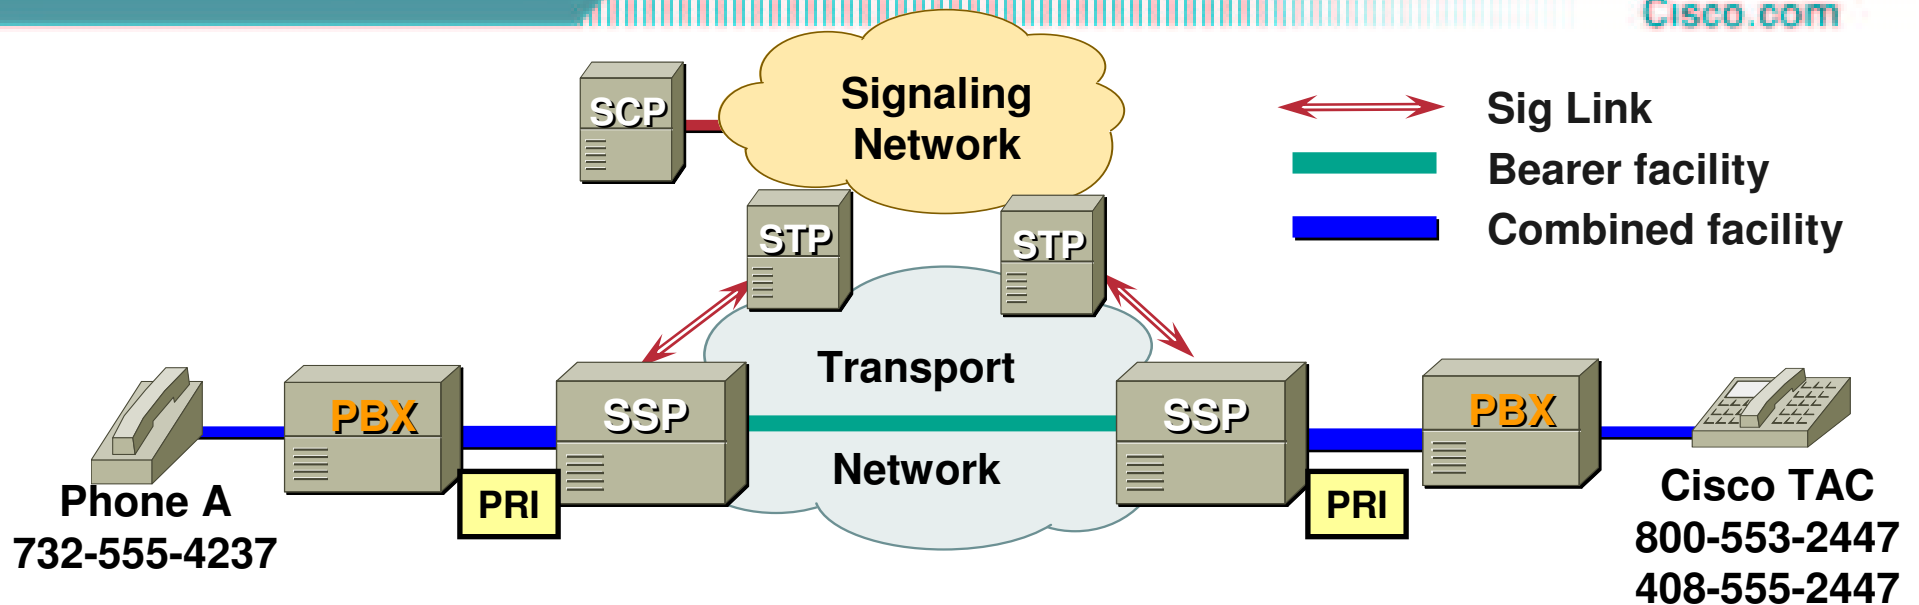 Cisco.com
Signaling
Network
SCP
Sig Link
Bearer facility
Combined facility
STP
STP
Transport
Network
PBX
SSP
SSP
PBX
PRI
PRI
Phone A
732-555-4237
Cisco TAC
800-553-2447
408-555-2447